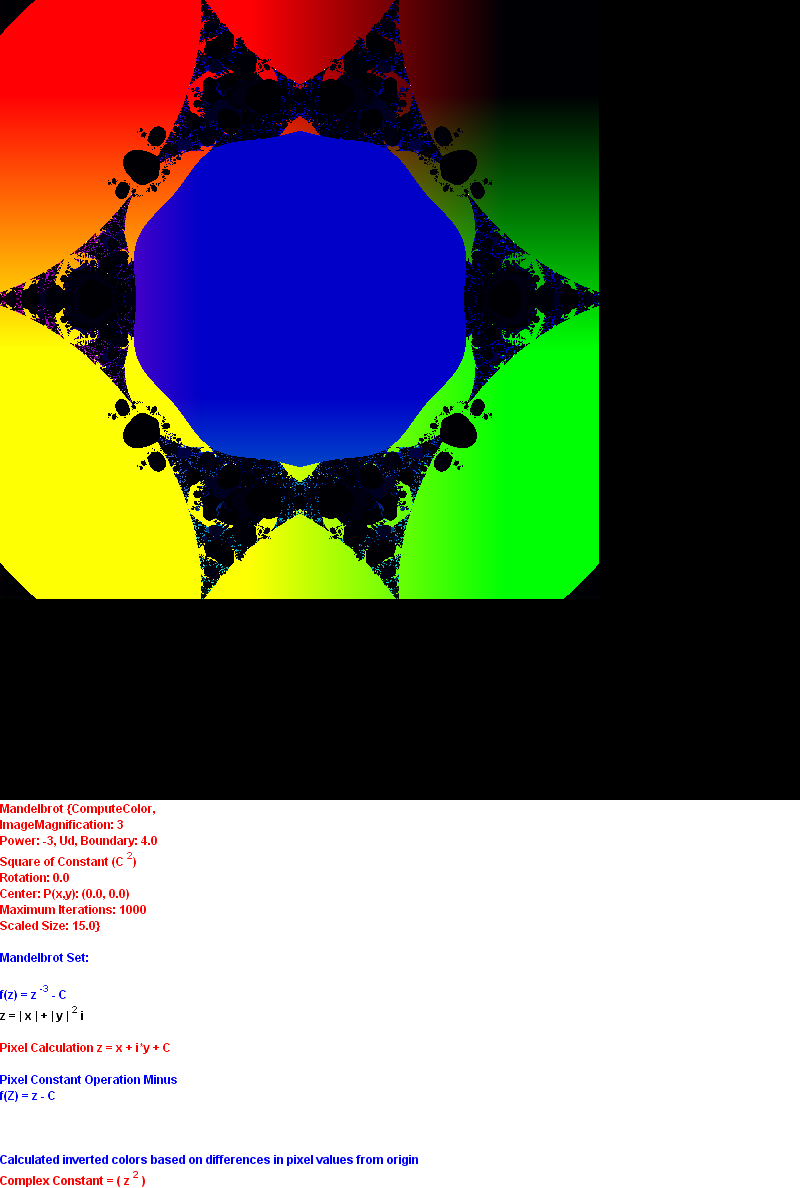 Mandelbrot {ComputeColor,
ImageMagnification: 3
Power: -3, Ud, Boundary: 4.0
Square of Constant (C 2)
Rotation: 0.0
Center: P(x,y): (0.0, 0.0)
Maximum Iterations: 1000
Scaled Size: 15.0}
Mandelbrot Set:
f(z) = z -3 - C
z = | x | + | y | 2 i
Pixel Calculation z = x + i*y + C
Pixel Constant Operation Minus
f(Z) = z - C
Calculated inverted colors based on differences in pixel values from origin
Complex Constant = ( z 2 )